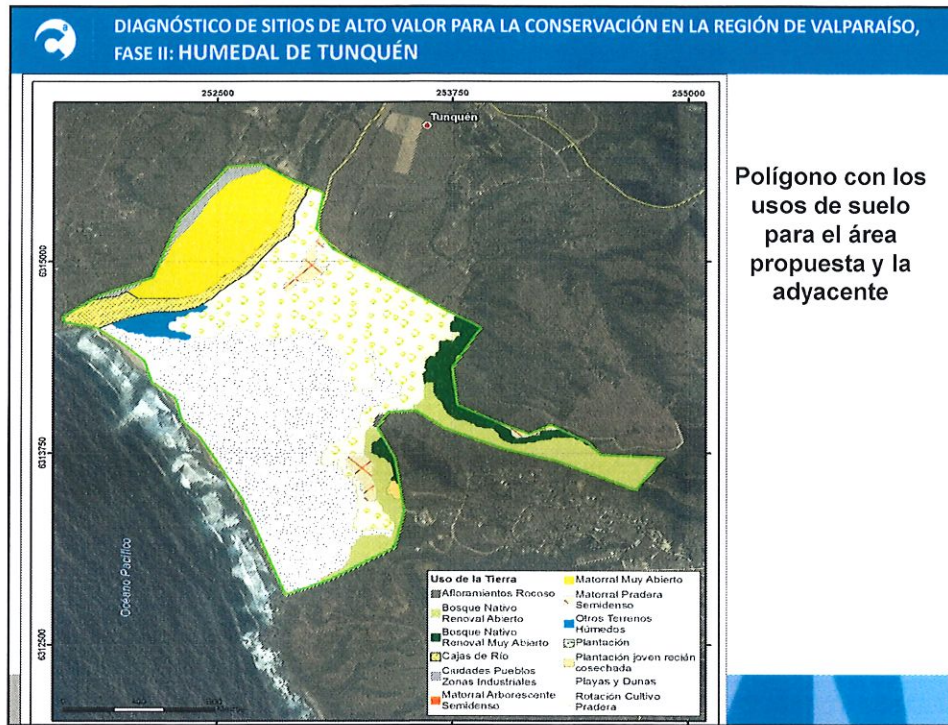 DIAGNÓSTICO DE SITIOS DE ALTO VALOR PARA LA CONSERVACIÓN EN LA REGIÓN DE VALPARAÍSO,
FASE II: HUMEDAL DE TUNQUÉN
252500 253750 255000
Tunquén
Polígono con los
usos de suelo
para el área
propuesta y la
adyacente
6315000
6313750
6312500
Océano Pacífico
Uso de la Tierra
Afloramientos Rocoso
Bosque Nativo
Renoval Abierto
Bosque Nativo
Renoval Muy Abierto
Cajas de Río
Ciudades Pueblos
Zonas Industriales
Matorral Arborescente
Semidenso
Matorral Muy Abierto
Matorral Pradera
Semidenso
Otros Terrenos
Húmedos
Plantación
Plantación joven recién
cosechada
Playas y Dunas
Rotación Cultivo
Pradera